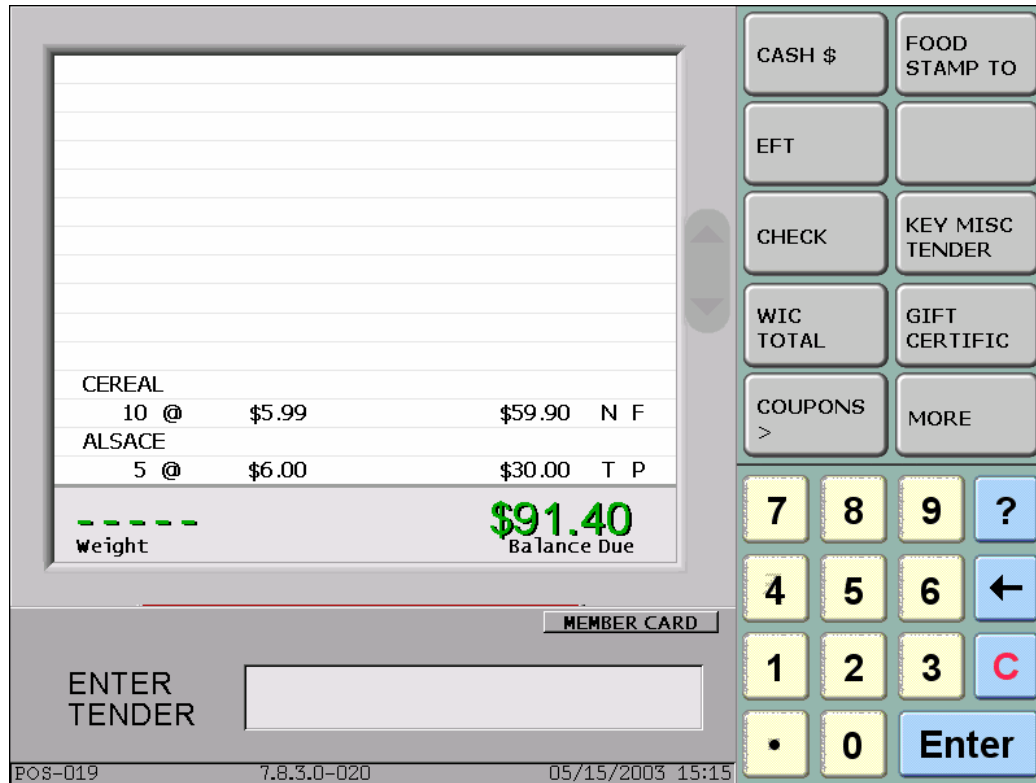 CEREAL
10 @ $5.99 $59.90 N F
ALSACE
5 @ $6.00 $30.00 T P
----- $91.40
Weight Balance Due
MEMBER CARD
ENTER
TENDER
POS-019 7.8.3.0-020 05/15/2003 15:15
CASH $
FOOD
STAMP TO
EFT
CHECK
KEY MISC
TENDER
WIC
TOTAL
GIFT
CERTIFIC
COUPONS
>
MORE
7 8 9 ?
4 5 6 ←
1 2 3 C
. 0 Enter